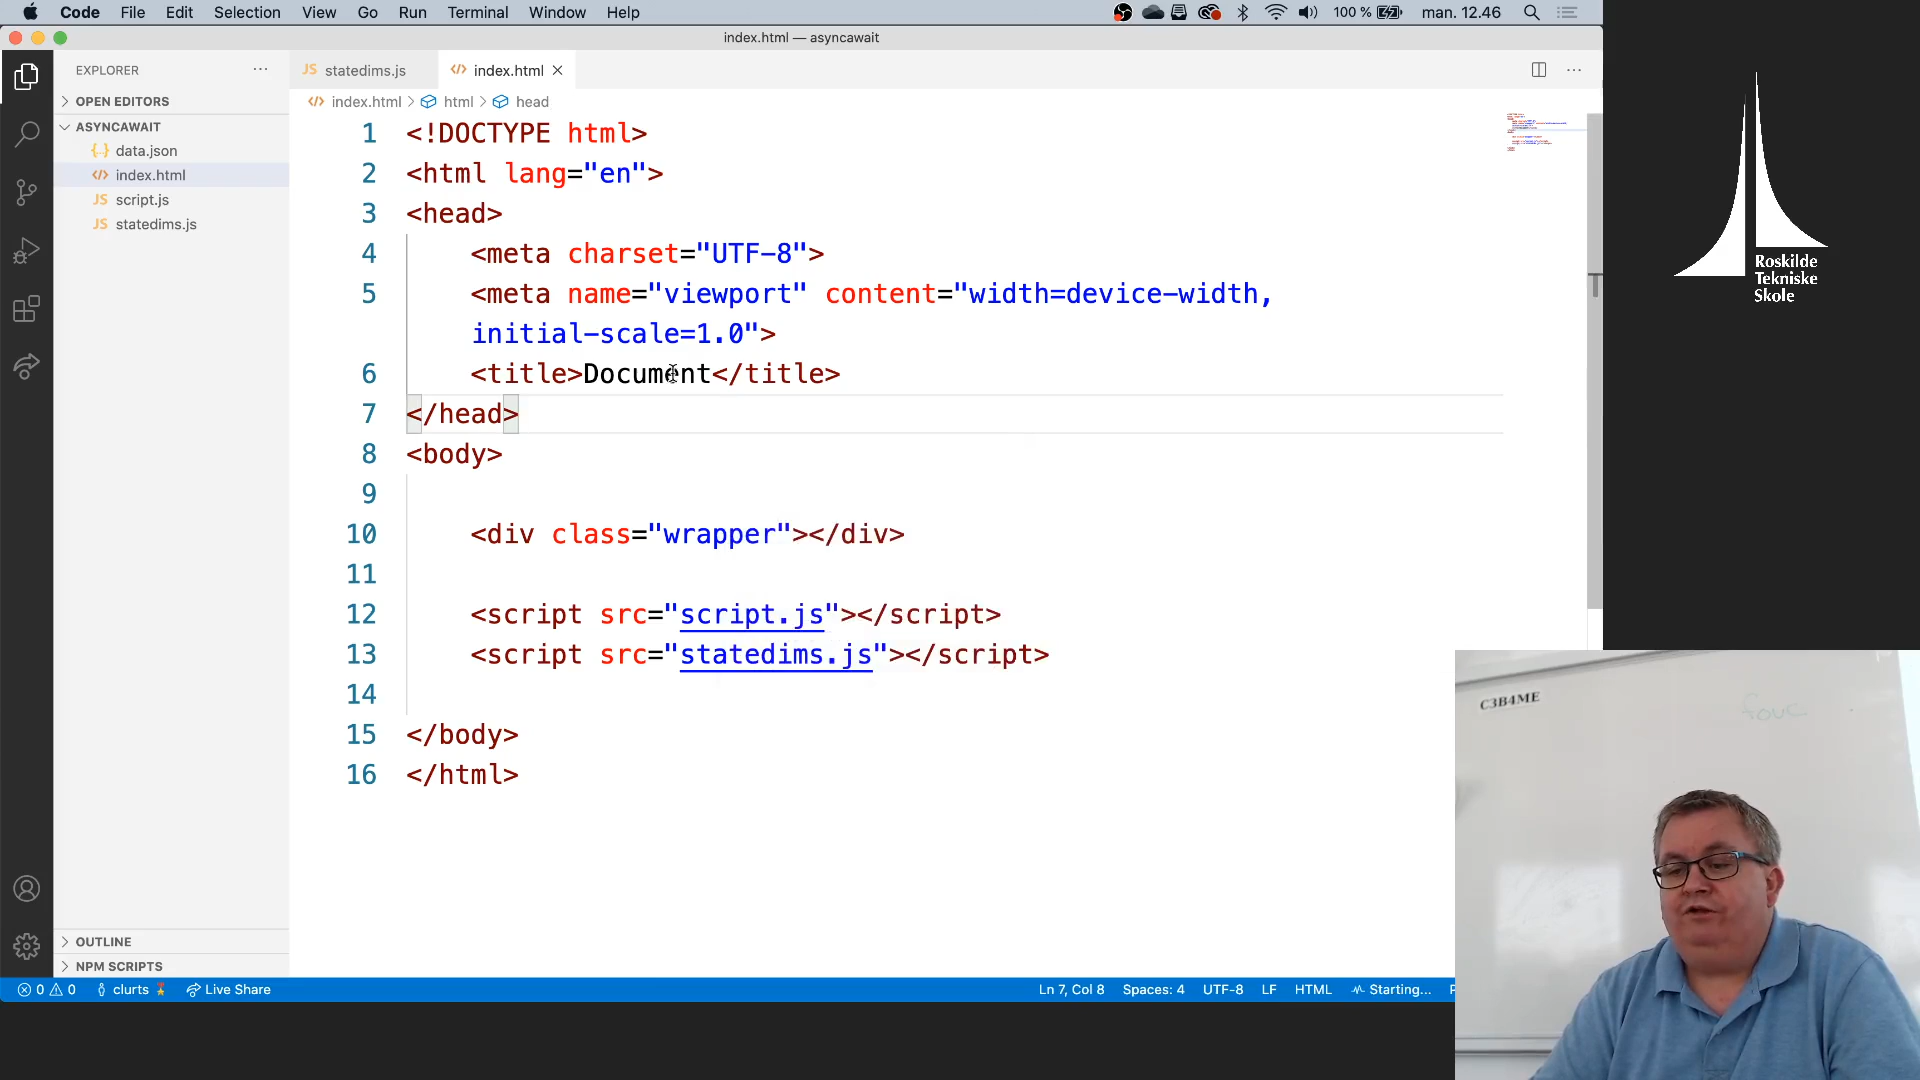 Code File Edit Selection View Go Run Terminal Window Help
100 % man. 12.46
index.html — asyncawait
EXPLORER
statedims.js
index.html
OPEN EDITORS
index.html > html > head
ASYNCAWAIT
data.json
index.html
script.js
statedims.js
1 <!DOCTYPE html>
2 <html lang="en">
3 <head>
4 <meta charset="UTF-8">
5 <meta name="viewport" content="width=device-width,
initial-scale=1.0">
6 <title>Document</title>
7 </head>
8 <body>
9
10 <div class="wrapper"></div>
11
12 <script src="script.js"></script>
13 <script src="statedims.js"></script>
14
15 </body>
16 </html>
OUTLINE
NPM SCRIPTS
0 0 clurts Live Share
Ln 7, Col 8 Spaces: 4 UTF-8 LF HTML Starting...
Roskilde
Tekniske
Skole
C3B4ME